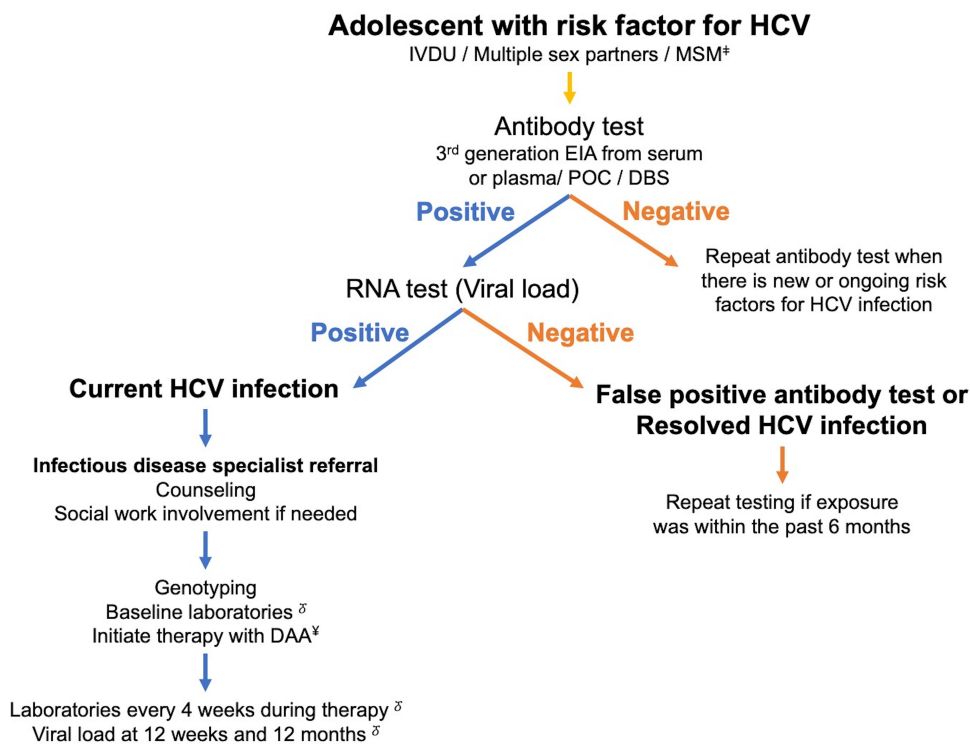 Adolescent with risk factor for HCV
IVDU / Multiple sex partners / MSM‡
Antibody test
3rd generation EIA from serum
or plasma/ POC / DBS
Positive
Negative
Repeat antibody test when
there is new or ongoing risk
factors for HCV infection
RNA test (Viral load)
Positive
Negative
Current HCV infection
False positive antibody test or
Resolved HCV infection
Infectious disease specialist referral
Counseling
Social work involvement if needed
Repeat testing if exposure
was within the past 6 months
Genotyping
Baseline laboratories ꍢ
Initiate therapy with DAA¥
Laboratories every 4 weeks during therapy ꍢ
Viral load at 12 weeks and 12 months ꍢ